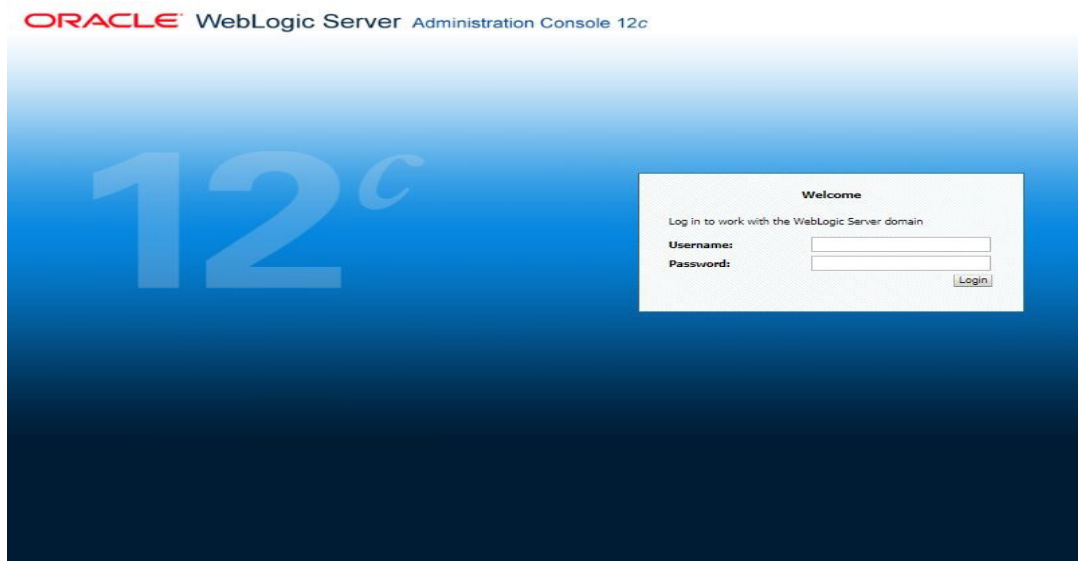 ORACLE WebLogic Server Administration Console 12c
12c
Welcome
Log in to work with the WebLogic Server domain
Username:
Password:
Login